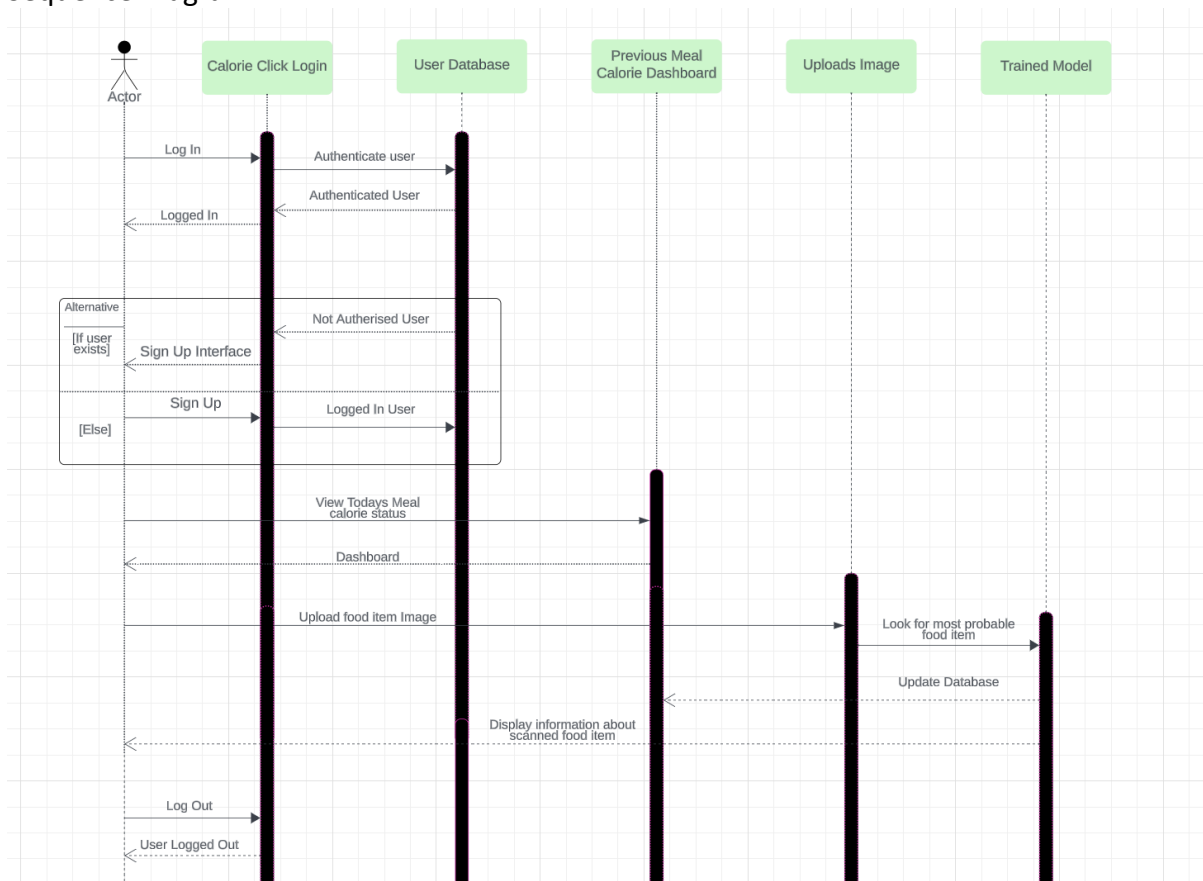 Calorie Click Login
User Database
Previous Meal
Calorie Dashboard
Uploads Image
Trained Model
Actor
Log In
Authenticate user
Authenticated User
Logged In
Alternative
Not Autherised User
[If user
exists]
Sign Up Interface
Sign Up
Logged In User
[Else]
View Todays Meal
calorie status
Dashboard
Upload food item Image
Look for most probable
food item
Update Database
Display information about
scanned food item
Log Out
User Logged Out